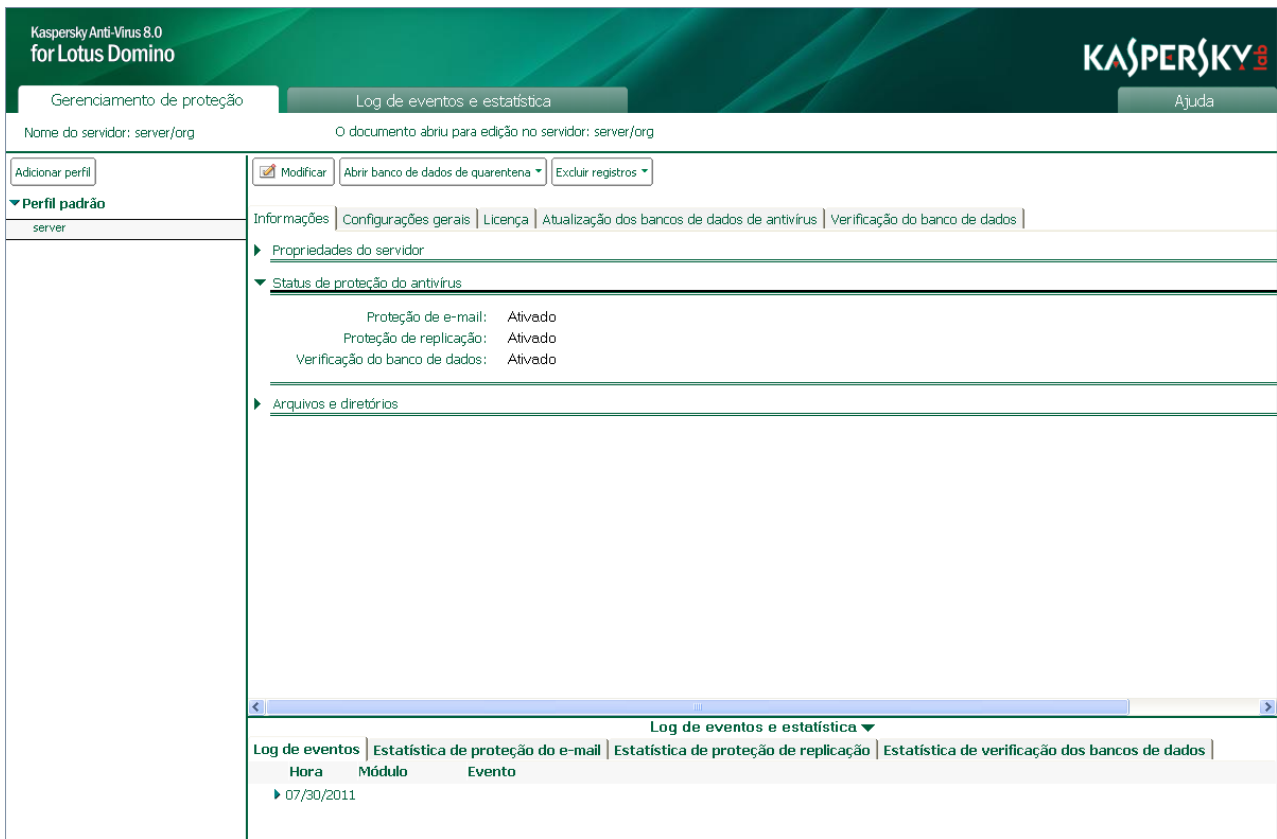 Kaspersky Anti-Virus 8.0
for Lotus Domino
KASPERSKY lab
Gerenciamento de proteção
Log de eventos e estatística
Ajuda
Nome do servidor: server/org
O documento abriu para edição no servidor: server/org
Adicionar perfil
Modificar
Abrir banco de dados de quarentena
Excluir registros
Perfil padrão
server
Informações
Configurações gerais
Licença
Atualização dos bancos de dados de antivírus
Verificação do banco de dados
Propriedades do servidor
Status de proteção do antivírus
Proteção de e-mail: Ativado
Proteção de replicação: Ativado
Verificação do banco de dados: Ativado
Arquivos e diretórios
Log de eventos e estatística
Log de eventos
Estatística de proteção do e-mail
Estatística de proteção de replicação
Estatística de verificação dos bancos de dados
Hora Módulo Evento
07/30/2011